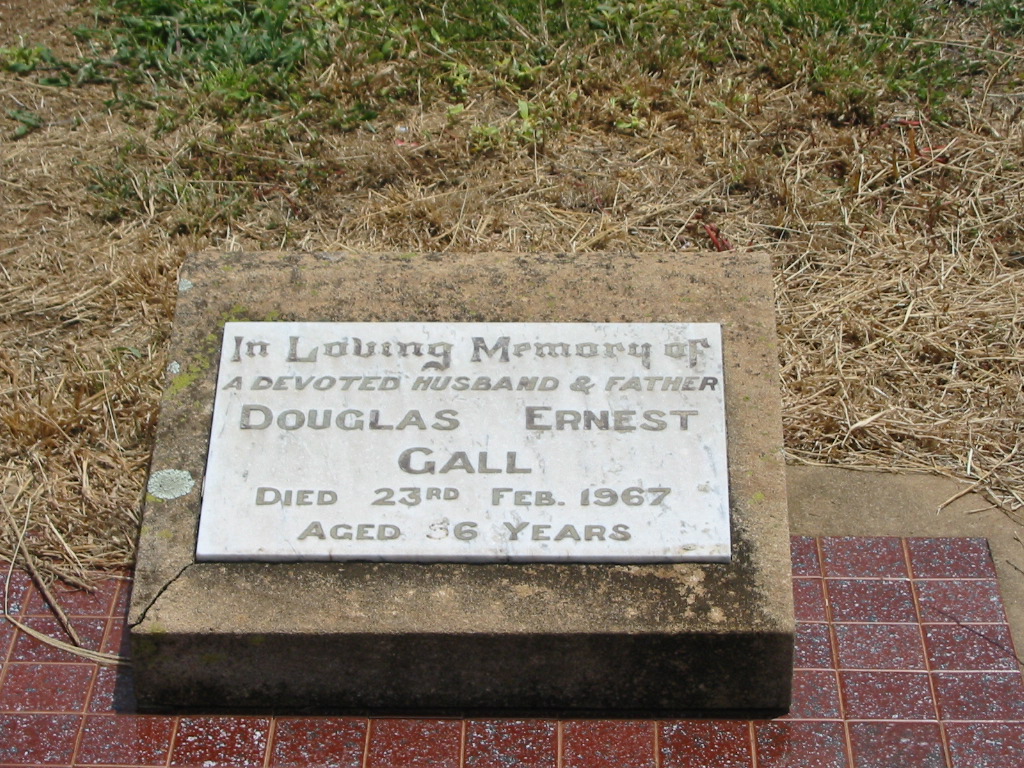 In Loving Memory of
A DEVOTED HUSBAND & FATHER
DOUGLAS ERNEST
GALL
DIED 23RD FEB. 1967
AGED YEARS